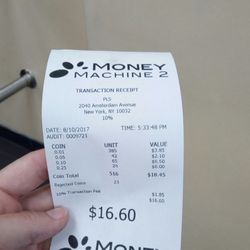 MONEY
MACHINE 2
TRANSACTION RECEIPT
PLS
2040 Amsterdam Avenue
New York, NY 10032
10%
DATE: 8/10/2017 TIME: 5:33:48 PM
AUDIT: 0009721
COIN UNIT VALUE
0.01 385 $3.85
0.05 42 $2.10
0.10 65 $6.50
0.25 24 $6.00
Coin Total 516 $18.45
Rejected Coins 23
10% Transaction Fee $1.85
$16.60
$16.60
MONEY